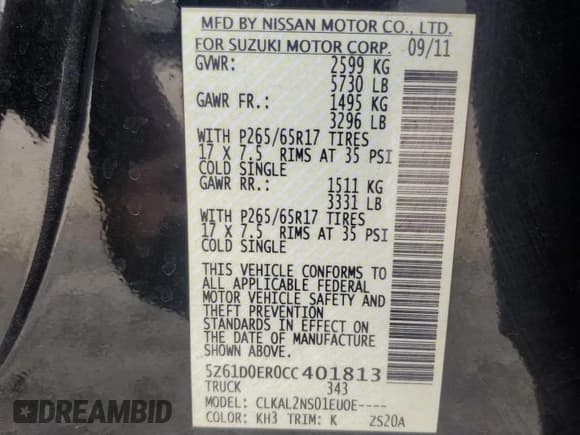 MFD BY NISSAN MOTOR CO., LTD.
FOR SUZUKI MOTOR CORP. 09/11
GVWR: 2599 KG
5730 LB
GAWR FR.: 1495 KG
3296 LB
WITH P265/65R17 TIRES
17 X 7.5 RIMS AT 35 PSI
COLD SINGLE
GAWR RR.: 1511 KG
3331 LB
WITH P265/65R17 TIRES
17 X 7.5 RIMS AT 35 PSI
COLD SINGLE
THIS VEHICLE CONFORMS TO
ALL APPLICABLE FEDERAL
MOTOR VEHICLE SAFETY AND
THEFT PREVENTION
STANDARDS IN EFFECT ON
THE DATE OF MANUFACTURE
SHOWN ABOVE.
5Z61D0ER0CC401813
TRUCK 343
MODEL: CLKAL2NS01EU0E----
COLOR: KH3 TRIM: K ZS20A
STATBID